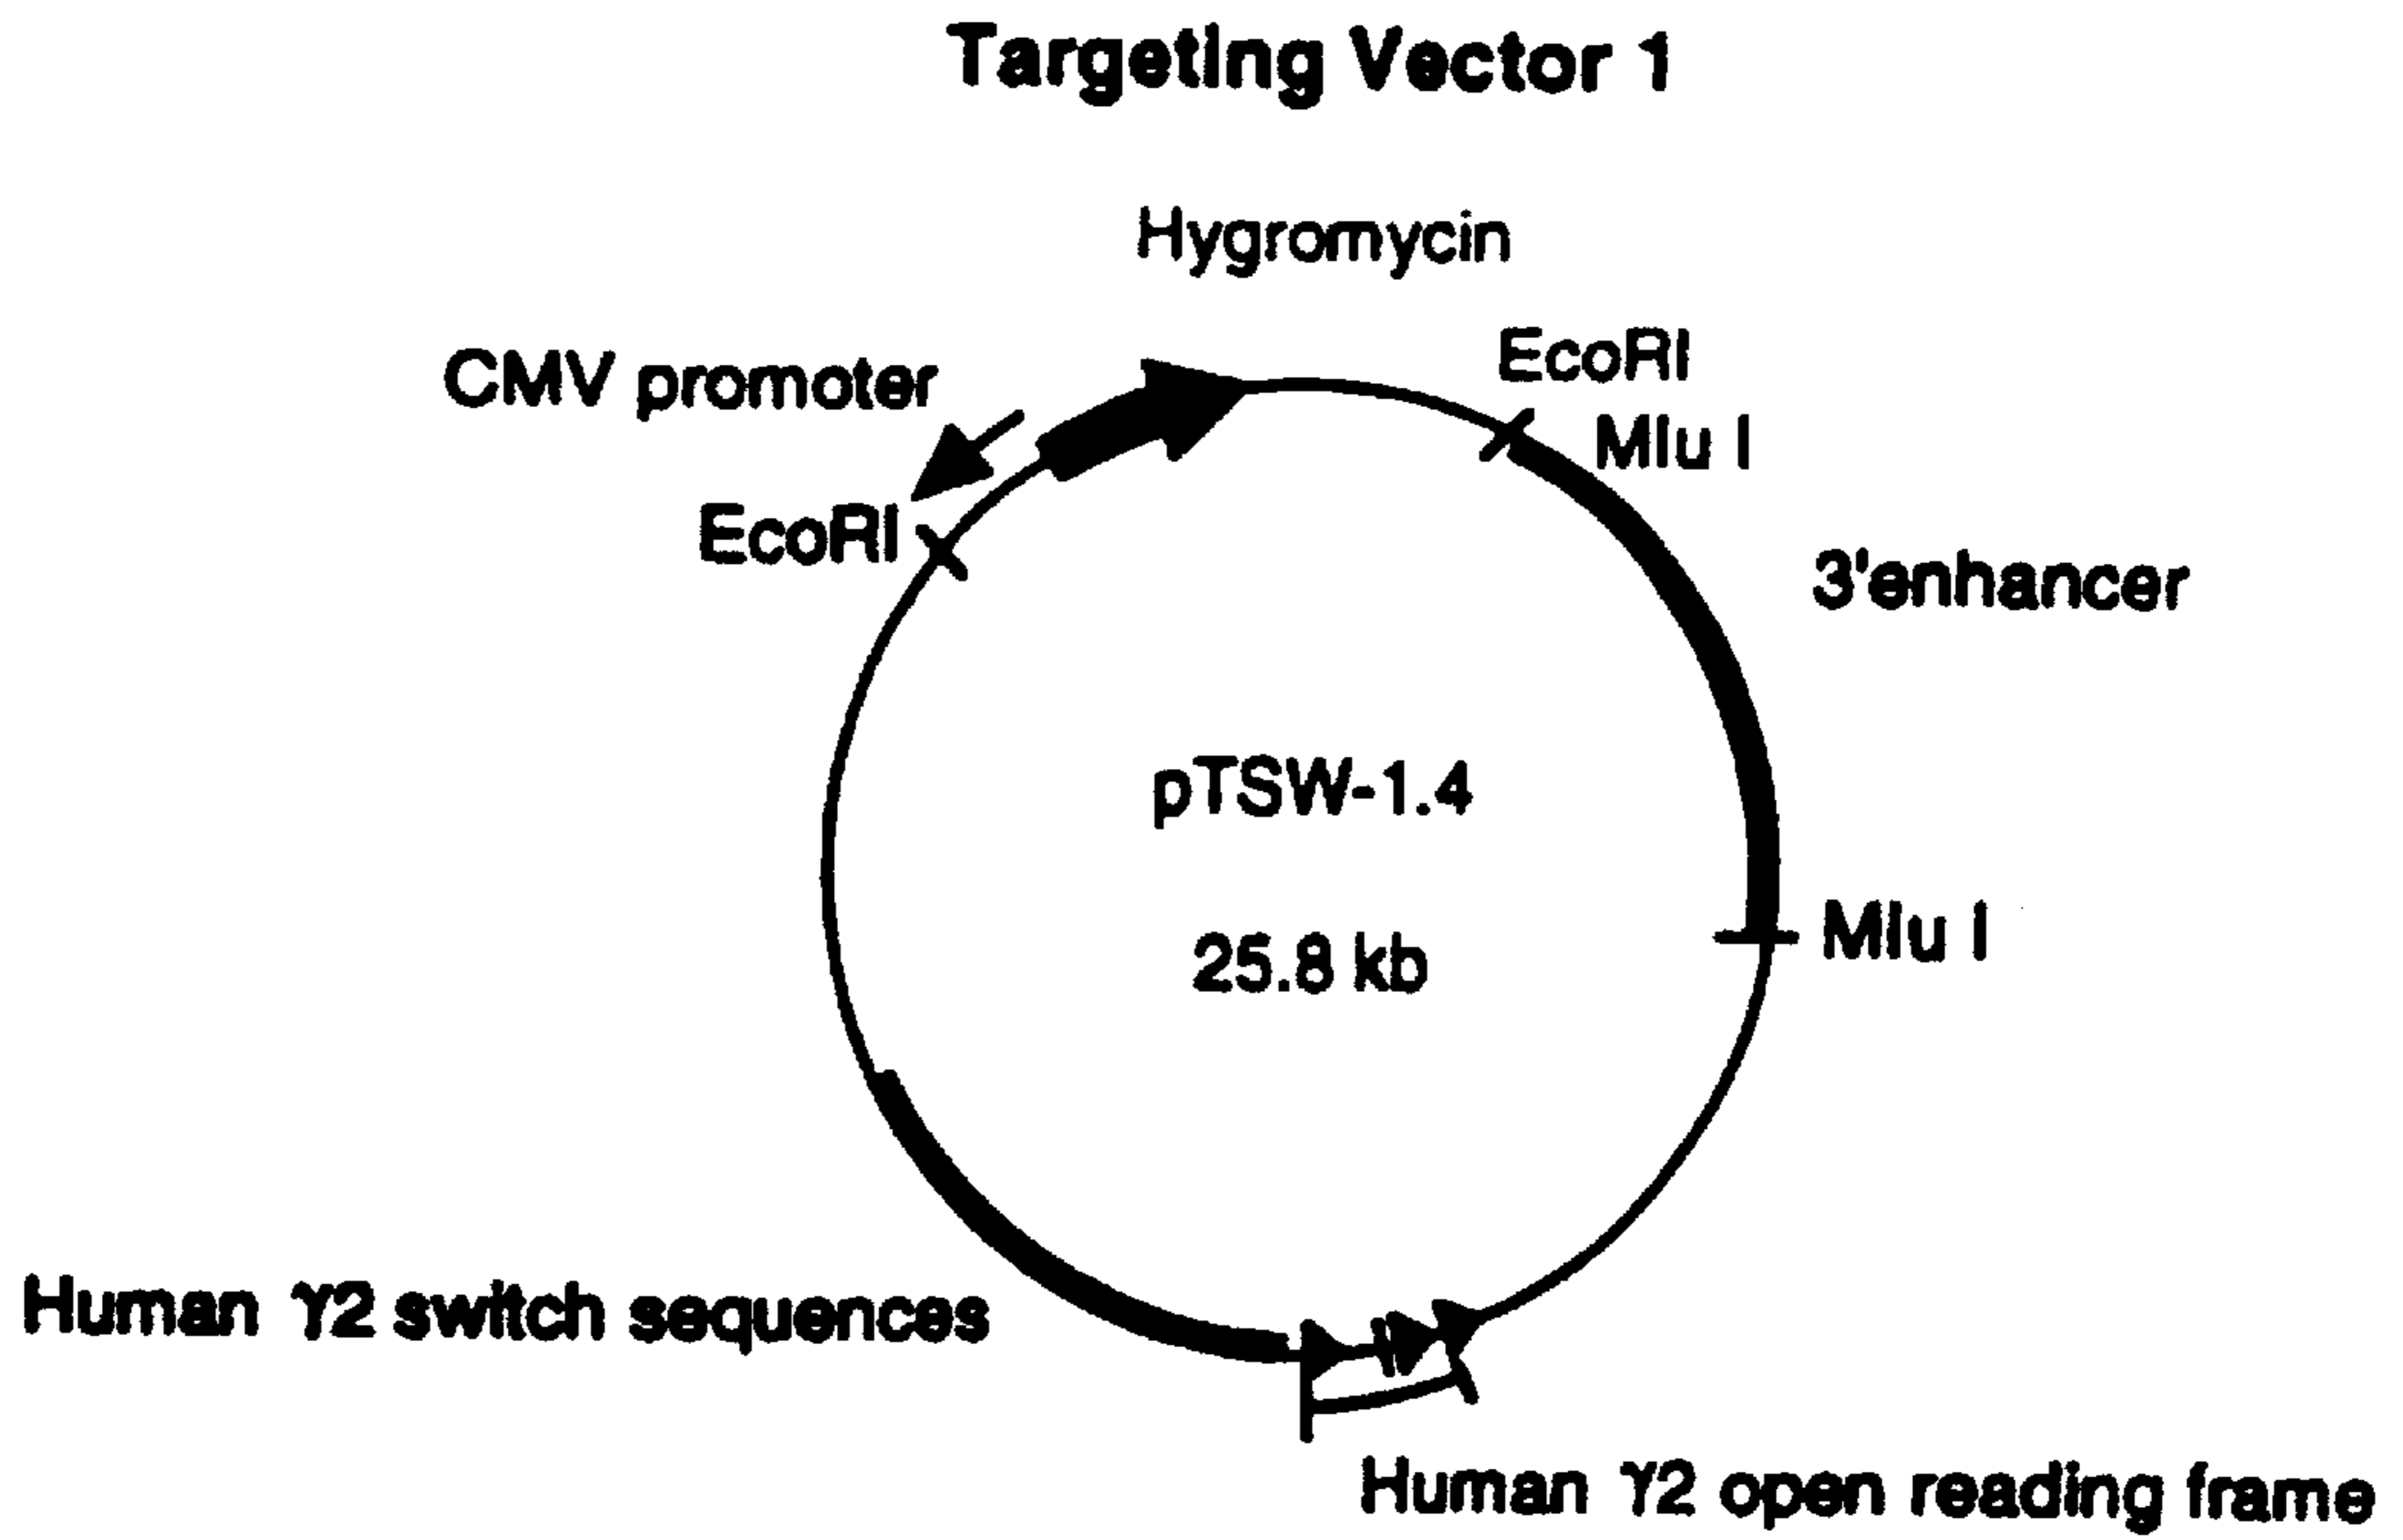 Targeting Vector 1
Hygromycin
CMV promoter
EcoRI
Mlu I
EcoRI
3'enhancer
pTSW-1.4
25.8 kb
Mlu I
Human γ2 switch sequences
Human γ2 open reading frame